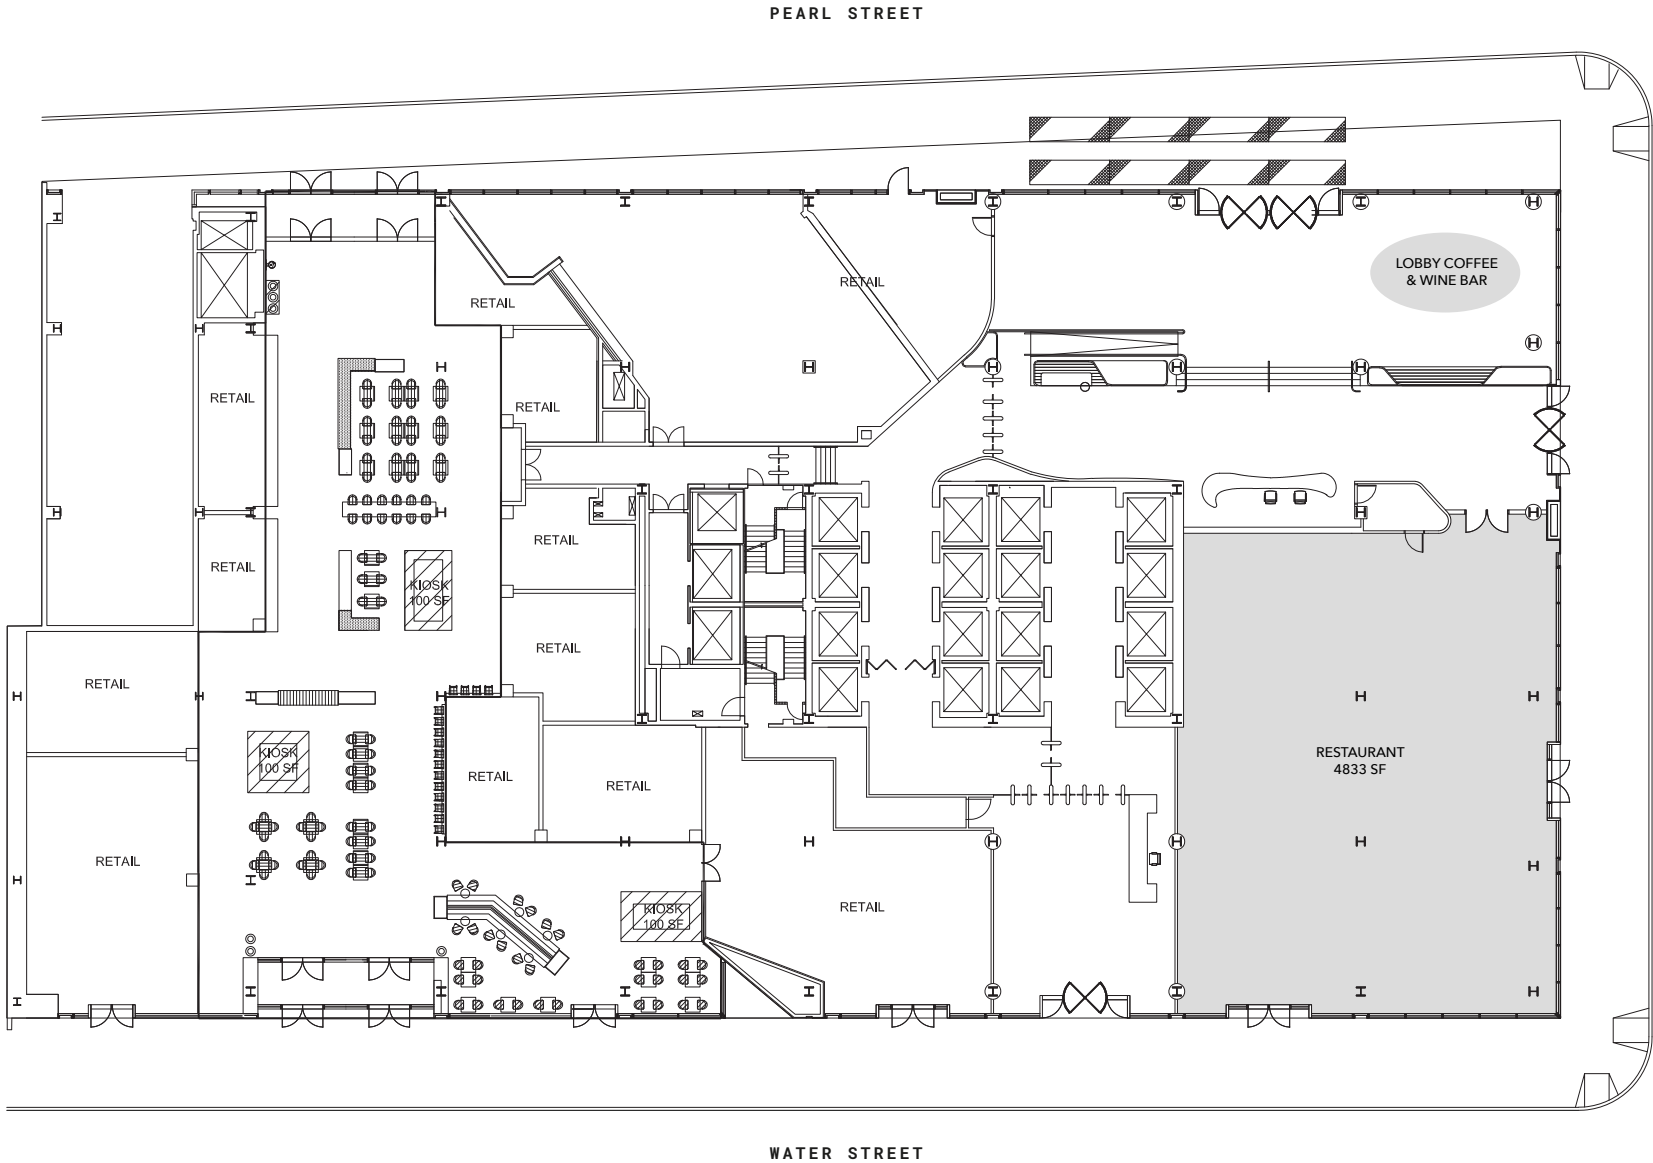 PEARL STREET
LOBBY COFFEE
& WINE BAR
RETAIL
RETAIL
RETAIL
RETAIL
RETAIL
RETAIL
KIOSK
100 SF
RETAIL
RETAIL
KIOSK
100 SF
RETAIL
RETAIL
RESTAURANT
4833 SF
RETAIL
RETAIL
KIOSK
100 SF
WATER STREET